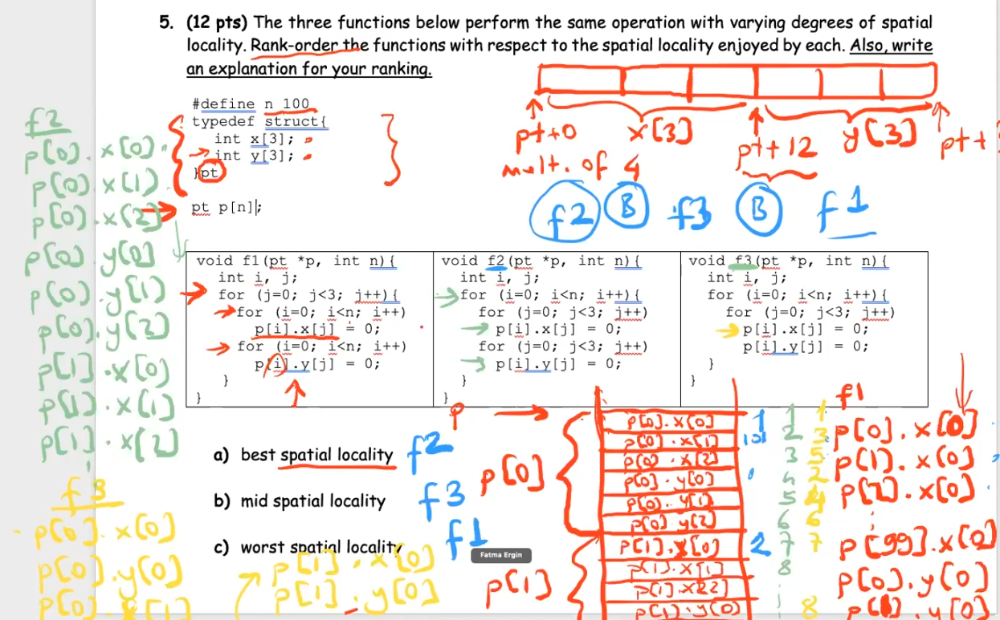 5. (12 pts) The three functions below perform the same operation with varying degrees of spatial
locality. Rank-order the functions with respect to the spatial locality enjoyed by each. Also, write
an explanation for your ranking.
#define n 100
typedef struct{
int x[3];
int y[3];
}pt
pt p[n];
pt+0
x[3]
pt+12
y[3]
pt+
mult. of 4
f2 B f3 B f1
f2
p[0].x[0]
p[0].x[1]
p[0].x[2]
p[0].y[0]
p[0].y[1]
p[0].y[2]
p[1].x[0]
p[1].x[1]
p[1].x[2]
void f1(pt *p, int n){
int i, j;
for (j=0; j<3; j++){
for (i=0; i<n; i++)
p[i].x[j] = 0;
for (i=0; i<n; i++)
p[i].y[j] = 0;
}
}
void f2(pt *p, int n){
int i, j;
for (i=0; i<n; i++){
for (j=0; j<3; j++)
p[i].x[j] = 0;
for (j=0; j<3; j++)
p[i].y[j] = 0;
}
}
void f3(pt *p, int n){
int i, j;
for (i=0; i<n; i++){
for (j=0; j<3; j++){
p[i].x[j] = 0;
p[i].y[j] = 0;
}
}
a) best spatial locality f2
b) mid spatial locality f3
c) worst spatial locality f1
Fatma Ergin
f3
p[0].x[0]
p[0].y[0]
p[0].x[1]
p[1].x[0]
p[1].y[0]
p
p[0]
p[1]
p[0].x[0] 1 1 1
p[0].x[1] 101 2 3
p[0].x[2] 3 5
p[0].y[0] 4 2
p[0].y[1] 5 4
p[0].y[2] 6 6
p[1].x[0] 2 7 7
p[1].x[1] 8
p[1].x[2]
p[1].y[0] 8
f1
p[0].x[0]
p[1].x[0]
p[2].x[0]
p[99].x[0]
p[0].y[0]
p[1].y[0]